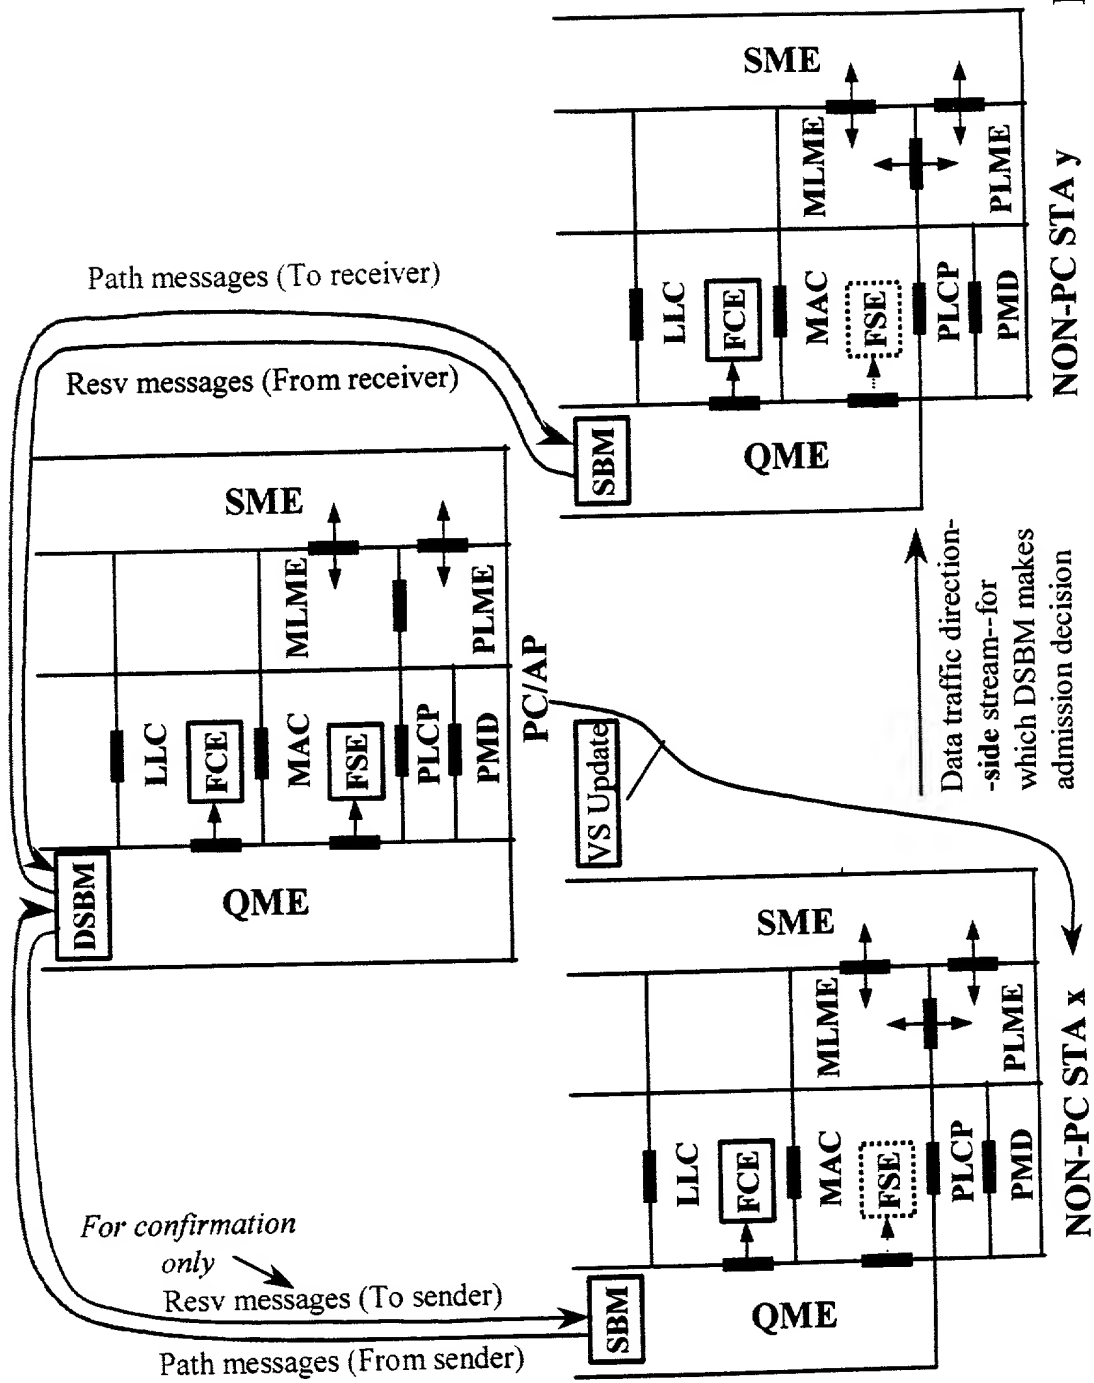 Path messages (To receiver)
Resv messages (From receiver)
SME
MLME
PLME
LLC
FCE
MAC
FSE
PLCP
PMD
SBM
QME
NON-PC STA y
SME
MLME
PLME
LLC
FCE
MAC
FSE
PLCP
PMD
DSBM
QME
PC/AP
VS Update
Data traffic direction-
-side stream--for
which DSBM makes
admission decision
SME
MLME
PLME
LLC
FCE
MAC
FSE
PLCP
PMD
SBM
QME
NON-PC STA x
For confirmation
only
Resv messages (To sender)
Path messages (From sender)